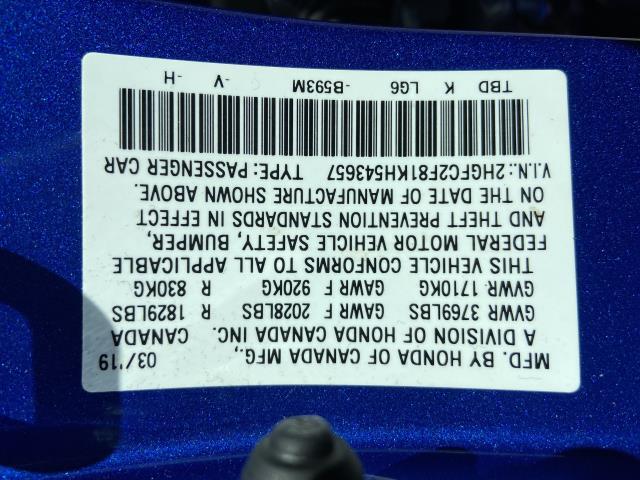 MFD. BY HONDA OF CANADA MFG., 03/'19
A DIVISION OF HONDA CANADA INC. CANADA
GVWR 3769LBS GAWR F 2028LBS R 1829LBS
GVWR 1710KG GAWR F 920KG R 830KG
THIS VEHICLE CONFORMS TO ALL APPLICABLE
FEDERAL MOTOR VEHICLE SAFETY, BUMPER,
AND THEFT PREVENTION STANDARDS IN EFFECT
ON THE DATE OF MANUFACTURE SHOWN ABOVE.
V.I.N.: 2HGFC2F81KH543657 TYPE: PASSENGER CAR
TBD K LG6 -B593M -V -H